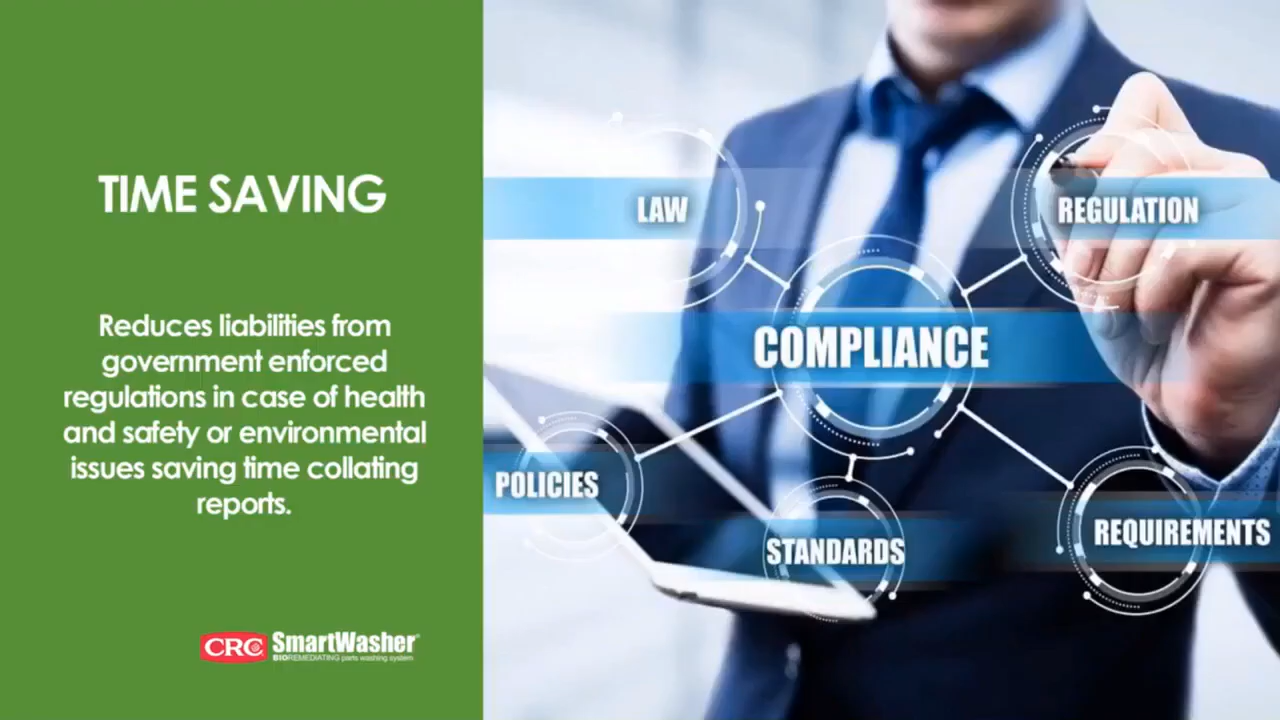 TIME SAVING
Reduces liabilities from
government enforced
regulations in case of health
and safety or environmental
issues saving time collating
reports.
CRC SmartWasher®
BIOREMEDIATING parts washing system
LAW
REGULATION
COMPLIANCE
POLICIES
STANDARDS
REQUIREMENTS